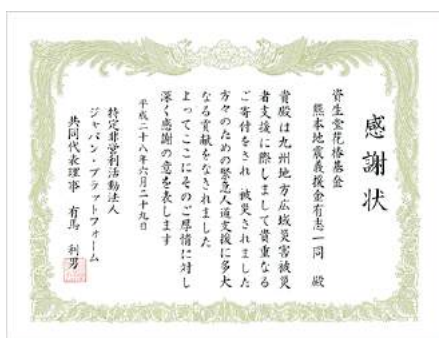 感謝状
資生堂花椿基金
熊本地震義援金有志一同 殿
貴殿は九州地方広域災害被災
者支援に際しまして貴重なる
ご寄付をされ 被災されました
方々のための緊急人道支援に多大
なる貢献をなされました
よってここにそのご厚情に対し
深く感謝の意を表します
平成二十八年六月二十九日
特定非営利活動法人
ジャパン・プラットフォーム
共同代表理事 有馬 利男